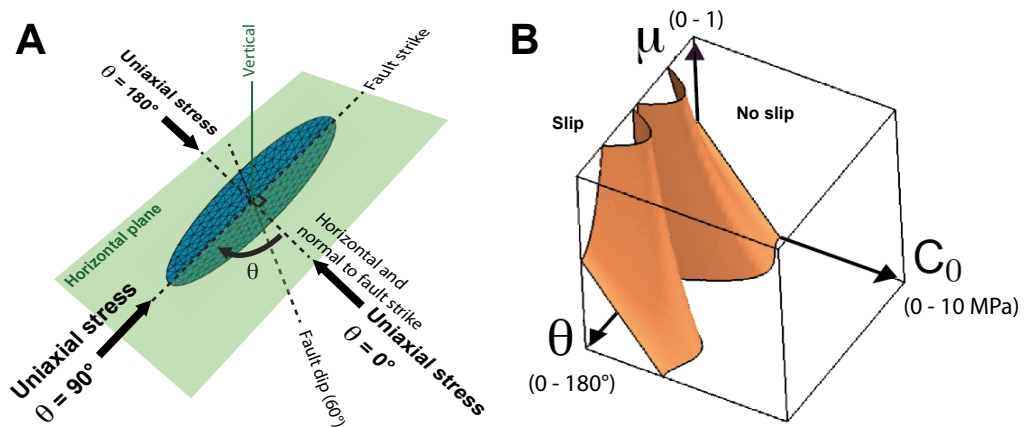 A
Uniaxial stress
θ = 180°
Vertical
Fault strike
Horizontal plane
θ
Horizontal and
normal to fault strike
Uniaxial stress
θ = 0°
Uniaxial stress
θ = 90°
Fault dip (60°)
B
μ (0 - 1)
Slip
No slip
C₀
(0 - 10 MPa)
θ
(0 - 180°)